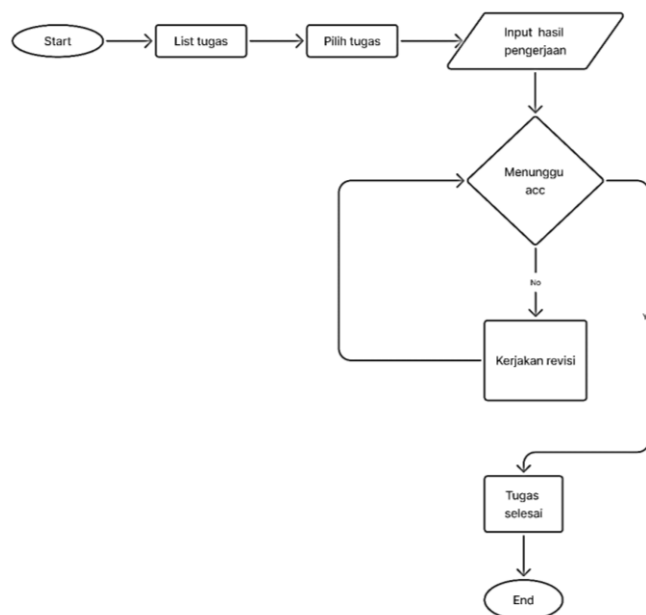 Start
List tugas
Pilih tugas
Input hasil
pengerjaan
Menunggu
acc
No
Y
Kerjakan revisi
Tugas
selesai
End